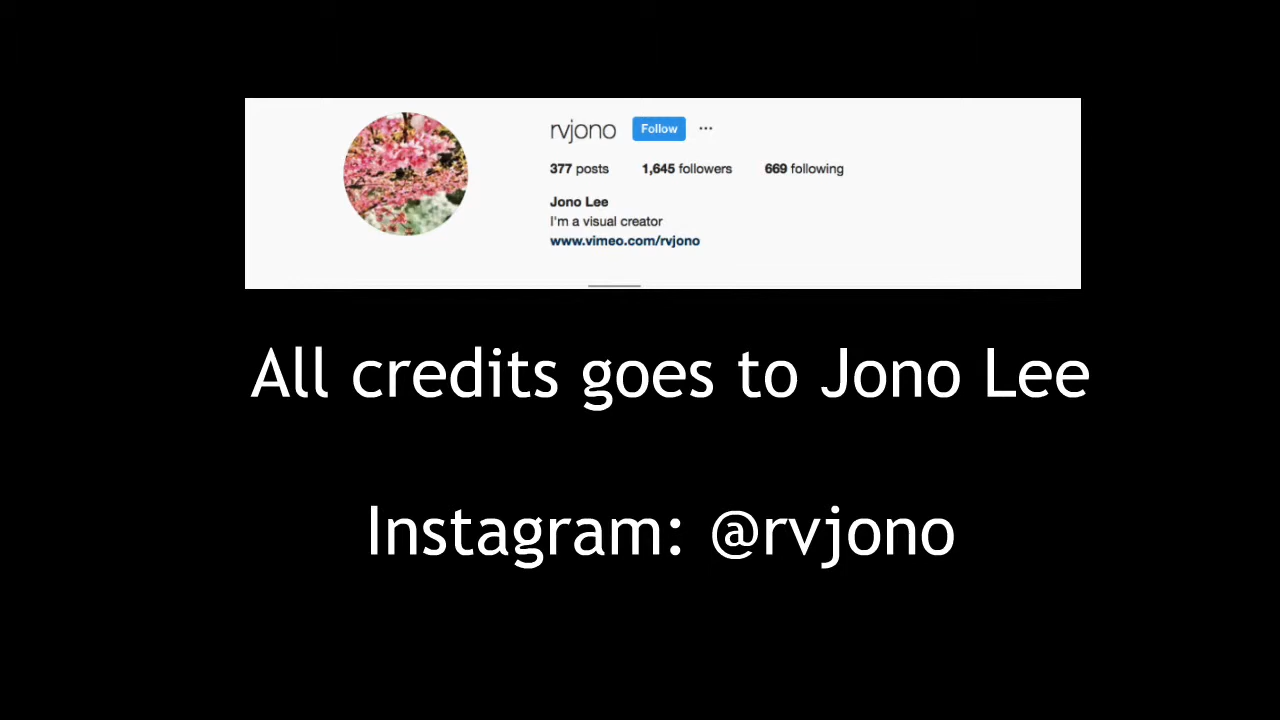 rvjono Follow ...
377 posts 1,645 followers 669 following
Jono Lee
I'm a visual creator
www.vimeo.com/rvjono
All credits goes to Jono Lee
Instagram: @rvjono